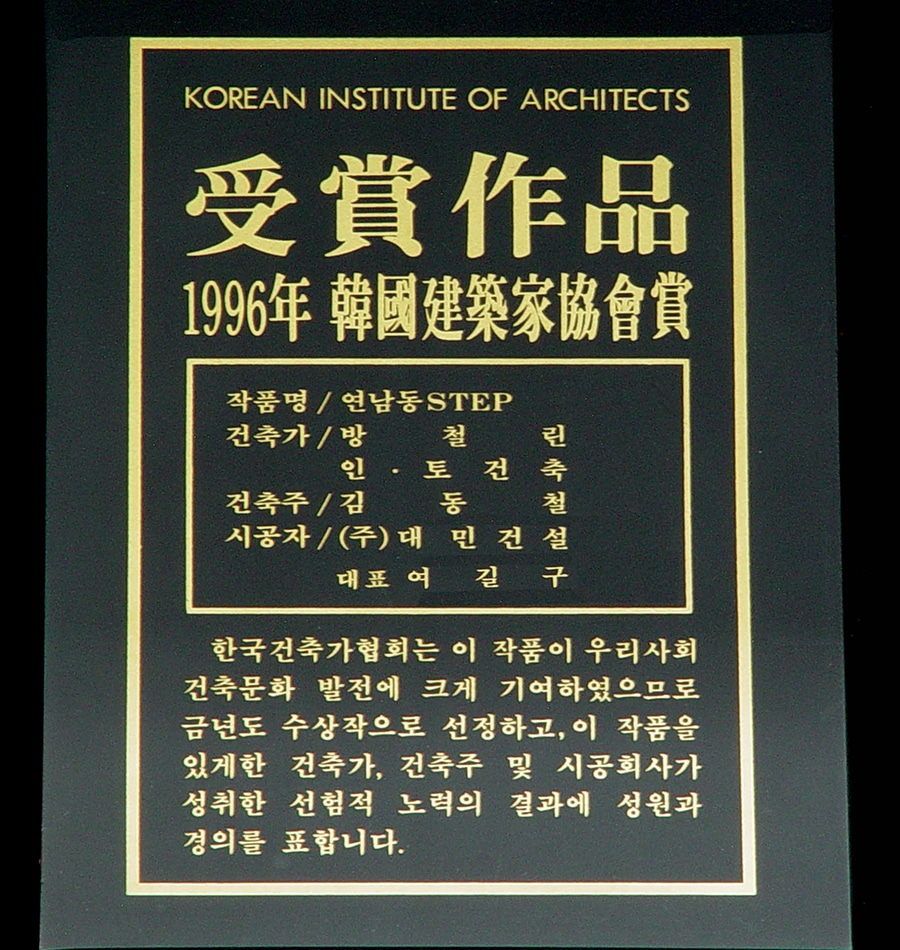 KOREAN INSTITUTE OF ARCHITECTS
受賞作品
1996年 韓國建築家協會賞
작품명 / 연남동STEP
건축가 / 방 철 린
인 · 토 건 축
건축주 / 김 동 철
시공자 / (주) 대 민 건 설
대표 여 길 구
한국건축가협회는 이 작품이 우리사회
건축문화 발전에 크게 기여하였으므로
금년도 수상작으로 선정하고, 이 작품을
있게한 건축가, 건축주 및 시공회사가
성취한 선험적 노력의 결과에 성원과
경의를 표합니다.